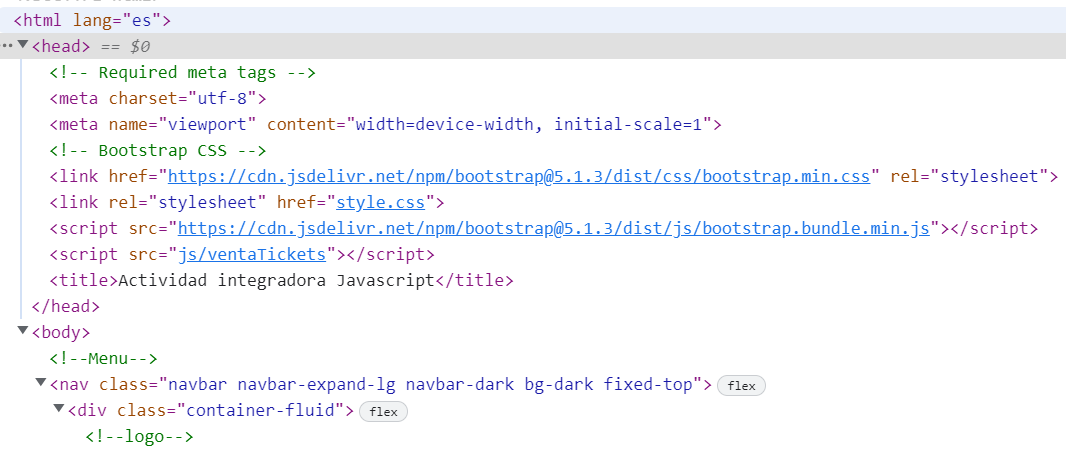 <html lang="es">
<head> == $0
<!-- Required meta tags -->
<meta charset="utf-8">
<meta name="viewport" content="width=device-width, initial-scale=1">
<!-- Bootstrap CSS -->
<link href="https://cdn.jsdelivr.net/npm/bootstrap@5.1.3/dist/css/bootstrap.min.css" rel="stylesheet">
<link rel="stylesheet" href="style.css">
<script src="https://cdn.jsdelivr.net/npm/bootstrap@5.1.3/dist/js/bootstrap.bundle.min.js"></script>
<script src="js/ventaTickets"></script>
<title>Actividad integradora Javascript</title>
</head>
<body>
<!--Menu-->
<nav class="navbar navbar-expand-lg navbar-dark bg-dark fixed-top"> flex
<div class="container-fluid"> flex
<!--logo-->